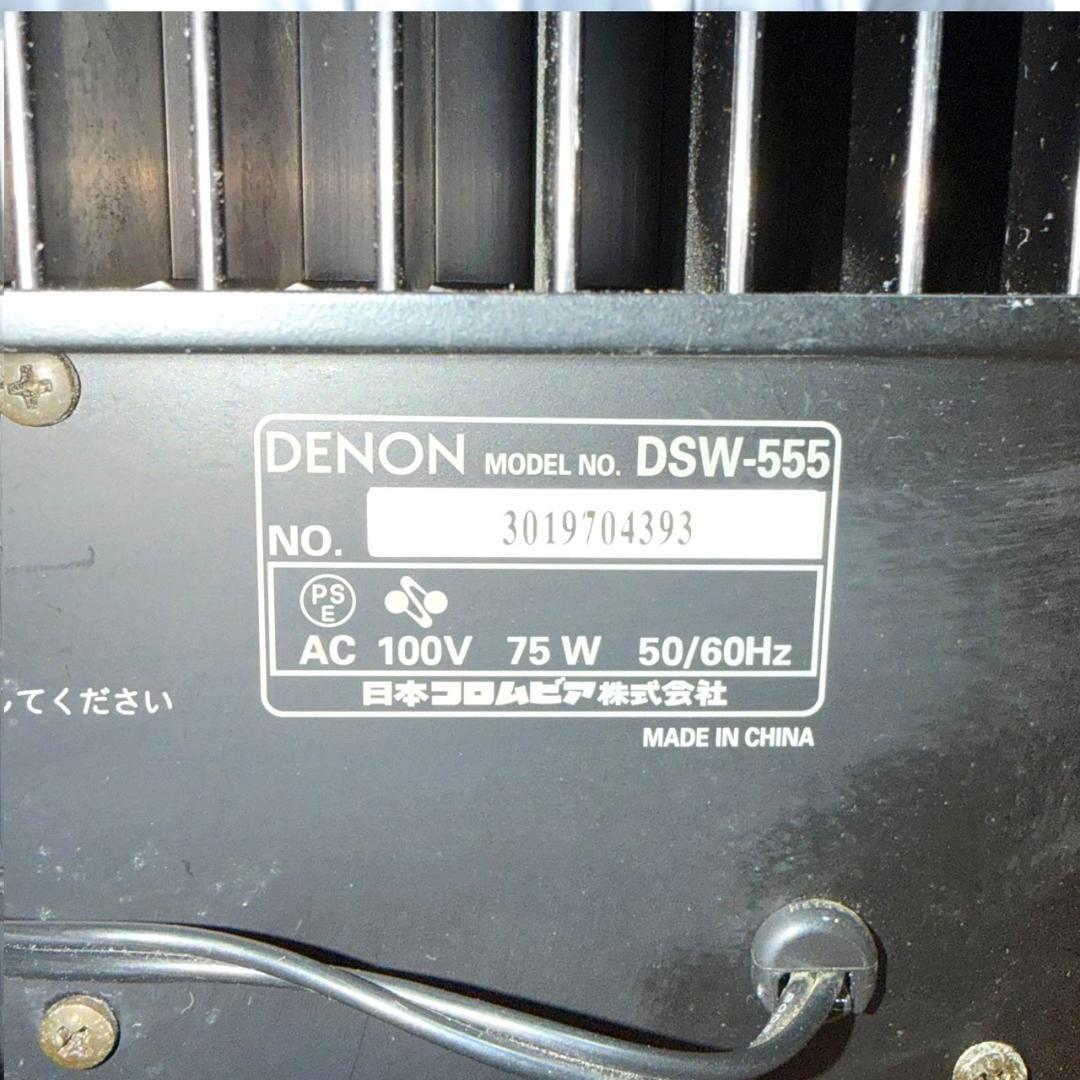 DENON MODEL NO. DSW-555
NO. 3019704393
PS
E
AC 100V 75 W 50/60Hz
日本コロムビア株式会社
MADE IN CHINA
てください